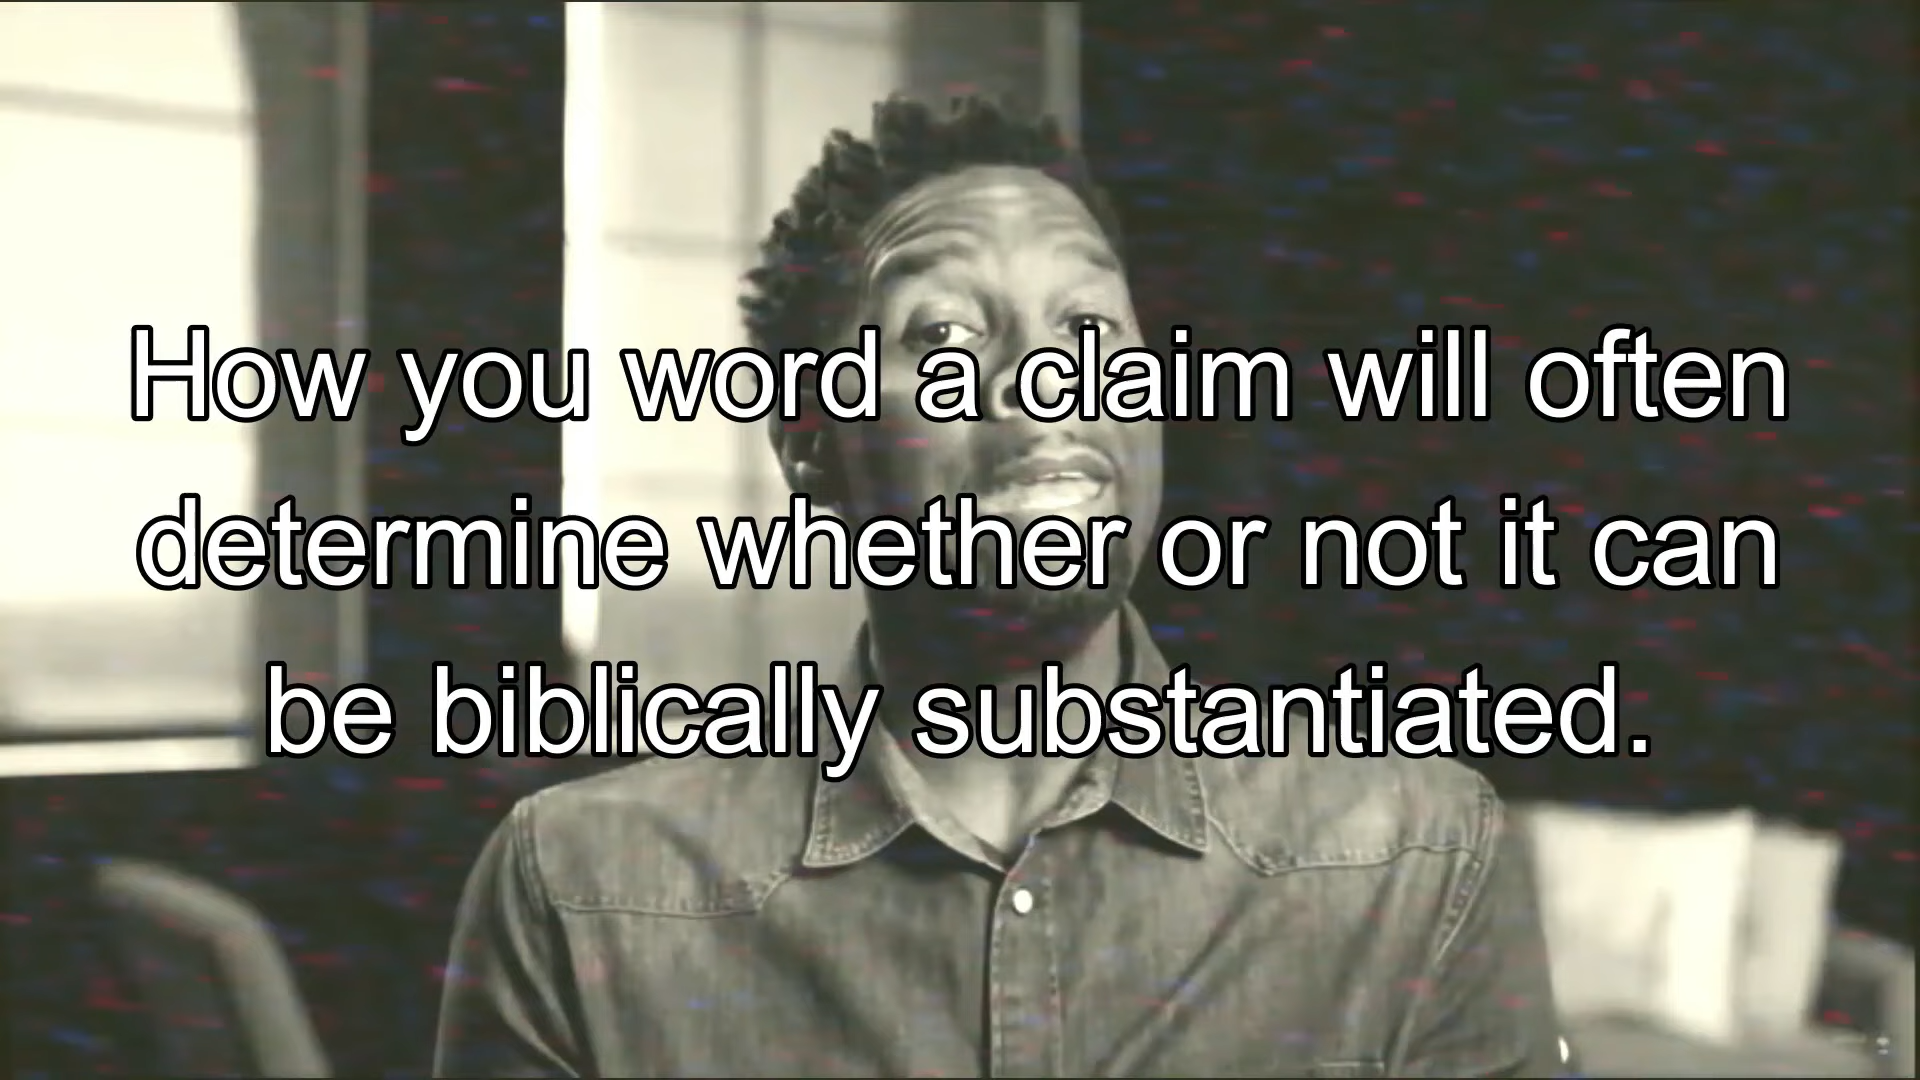 How you word a claim will often
determine whether or not it can
be biblically substantiated.